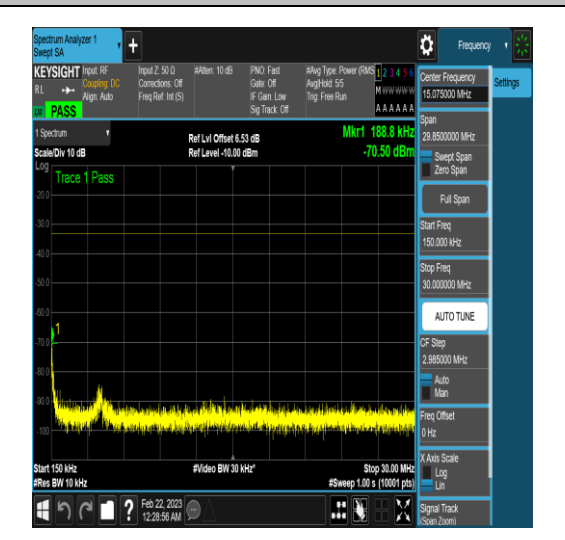 Spectrum Analyzer 1
Swept SA
Frequency
KEYSIGHT
RL
PASS
Input: RF
Coupling: DC
Align: Auto
Input Z: 50 Ω
Corrections: Off
Freq Ref: Int (S)
#Atten: 10 dB
PNO: Fast
Gate: Off
IF Gain: Low
Sig Track: Off
#Avg Type: Power (RMS
Avg|Hold: 5/5
Trig: Free Run
1 2 3 4 5 6
M W W W W W
A A A A A A
1 Spectrum
Scale/Div 10 dB
Ref Lvl Offset 6.53 dB
Ref Level -10.00 dBm
Mkr1 188.8 kHz
-70.50 dBm
Log
Trace 1 Pass
-20.0
-30.0
-40.0
-50.0
-60.0
-70.0
-80.0
-90.0
-100
1
Start 150 kHz
#Res BW 10 kHz
#Video BW 30 kHz*
Stop 30.00 MHz
#Sweep 1.00 s (10001 pts)
Feb 22, 2023
12:28:56 AM
Center Frequency
15.075000 MHz
Settings
Span
29.8500000 MHz
Swept Span
Zero Span
Full Span
Start Freq
150.000 kHz
Stop Freq
30.000000 MHz
AUTO TUNE
CF Step
2.985000 MHz
Auto
Man
Freq Offset
0 Hz
X Axis Scale
Log
Lin
Signal Track
(Span Zoom)